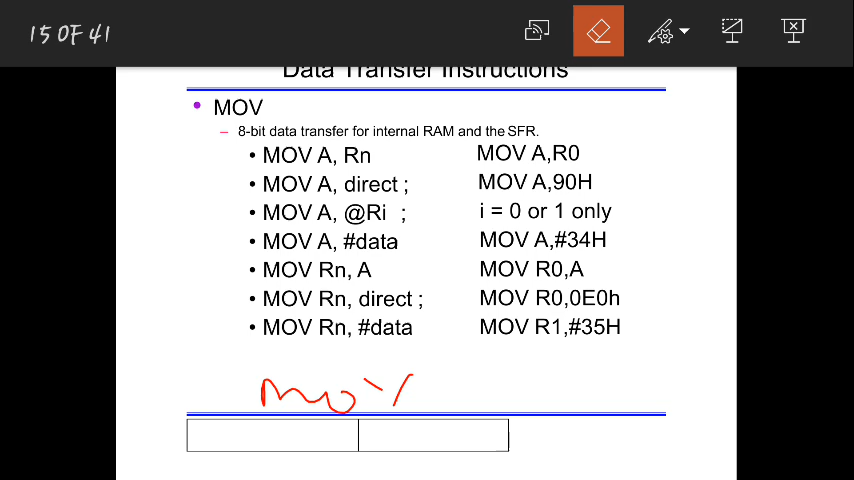 15 OF 41
Data Transfer Instructions
• MOV
– 8-bit data transfer for internal RAM and the SFR.
• MOV A, Rn MOV A,R0
• MOV A, direct ; MOV A,90H
• MOV A, @Ri ; i = 0 or 1 only
• MOV A, #data MOV A,#34H
• MOV Rn, A MOV R0,A
• MOV Rn, direct ; MOV R0,0E0h
• MOV Rn, #data MOV R1,#35H
MOV